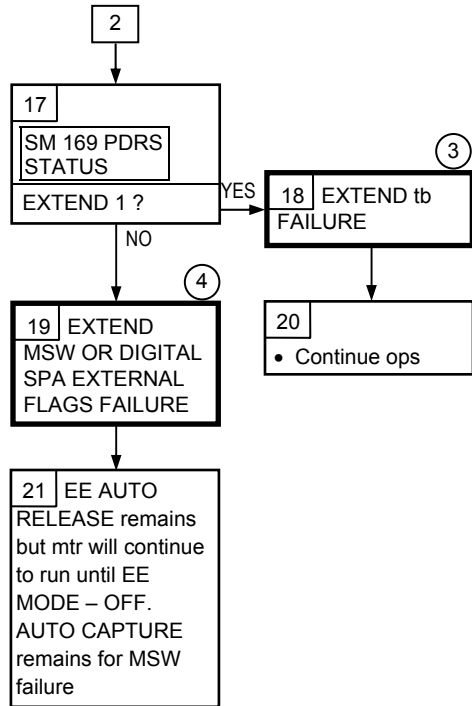 2
17
SM 169 PDRS
STATUS
EXTEND 1 ?
YES
NO
3
18 EXTEND tb
FAILURE
4
19 EXTEND
MSW OR DIGITAL
SPA EXTERNAL
FLAGS FAILURE
20
• Continue ops
21 EE AUTO
RELEASE remains
but mtr will continue
to run until EE
MODE – OFF.
AUTO CAPTURE
remains for MSW
failure